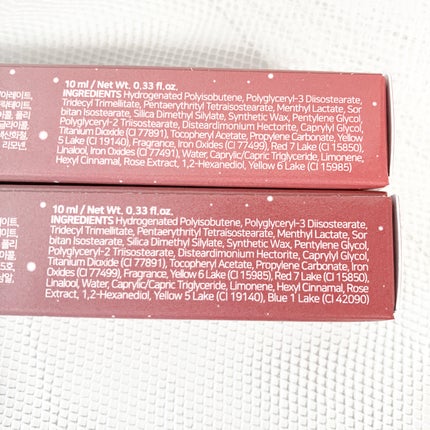 10 ml / Net Wt. 0.33 fl.oz.
INGREDIENTS Hydrogenated Polyisobutene, Polyglyceryl-3 Diisostearate,
Tridecyl Trimellitate, Pentaerythrityl Tetraisostearate, Menthyl Lactate, Sor
bitan Isostearate, Silica Dimethyl Silylate, Synthetic Wax, Pentylene Glycol,
Polyglyceryl-2 Triisostearate, Disteardimonium Hectorite, Caprylyl Glycol,
Titanium Dioxide (CI 77891), Tocopheryl Acetate, Propylene Carbonate, Yellow
5 Lake (CI 19140), Fragrance, Iron Oxides (CI 77499), Red 7 Lake (CI 15850),
Linalool, Iron Oxides (CI 77491), Water, Caprylic/Capric Triglyceride, Limonene,
Hexyl Cinnamal, Rose Extract, 1,2-Hexanediol, Yellow 6 Lake (CI 15985)
10 ml / Net Wt. 0.33 fl.oz.
INGREDIENTS Hydrogenated Polyisobutene, Polyglyceryl-3 Diisostearate,
Tridecyl Trimellitate, Pentaerythrityl Tetraisostearate, Menthyl Lactate, Sor
bitan Isostearate, Silica Dimethyl Silylate, Synthetic Wax, Pentylene Glycol,
Polyglyceryl-2 Triisostearate, Disteardimonium Hectorite, Caprylyl Glycol,
Titanium Dioxide (CI 77891), Tocopheryl Acetate, Propylene Carbonate, Iron
Oxides (CI 77499), Fragrance, Yellow 6 Lake (CI 15985), Red 7 Lake (CI 15850),
Linalool, Water, Caprylic/Capric Triglyceride, Limonene, Hexyl Cinnamal, Rose
Extract, 1,2-Hexanediol, Yellow 5 Lake (CI 19140), Blue 1 Lake (CI 42090)